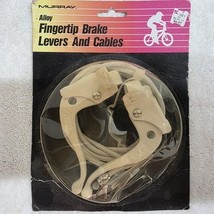 MURRAY
Alloy
Fingertip Brake
Levers And Cables